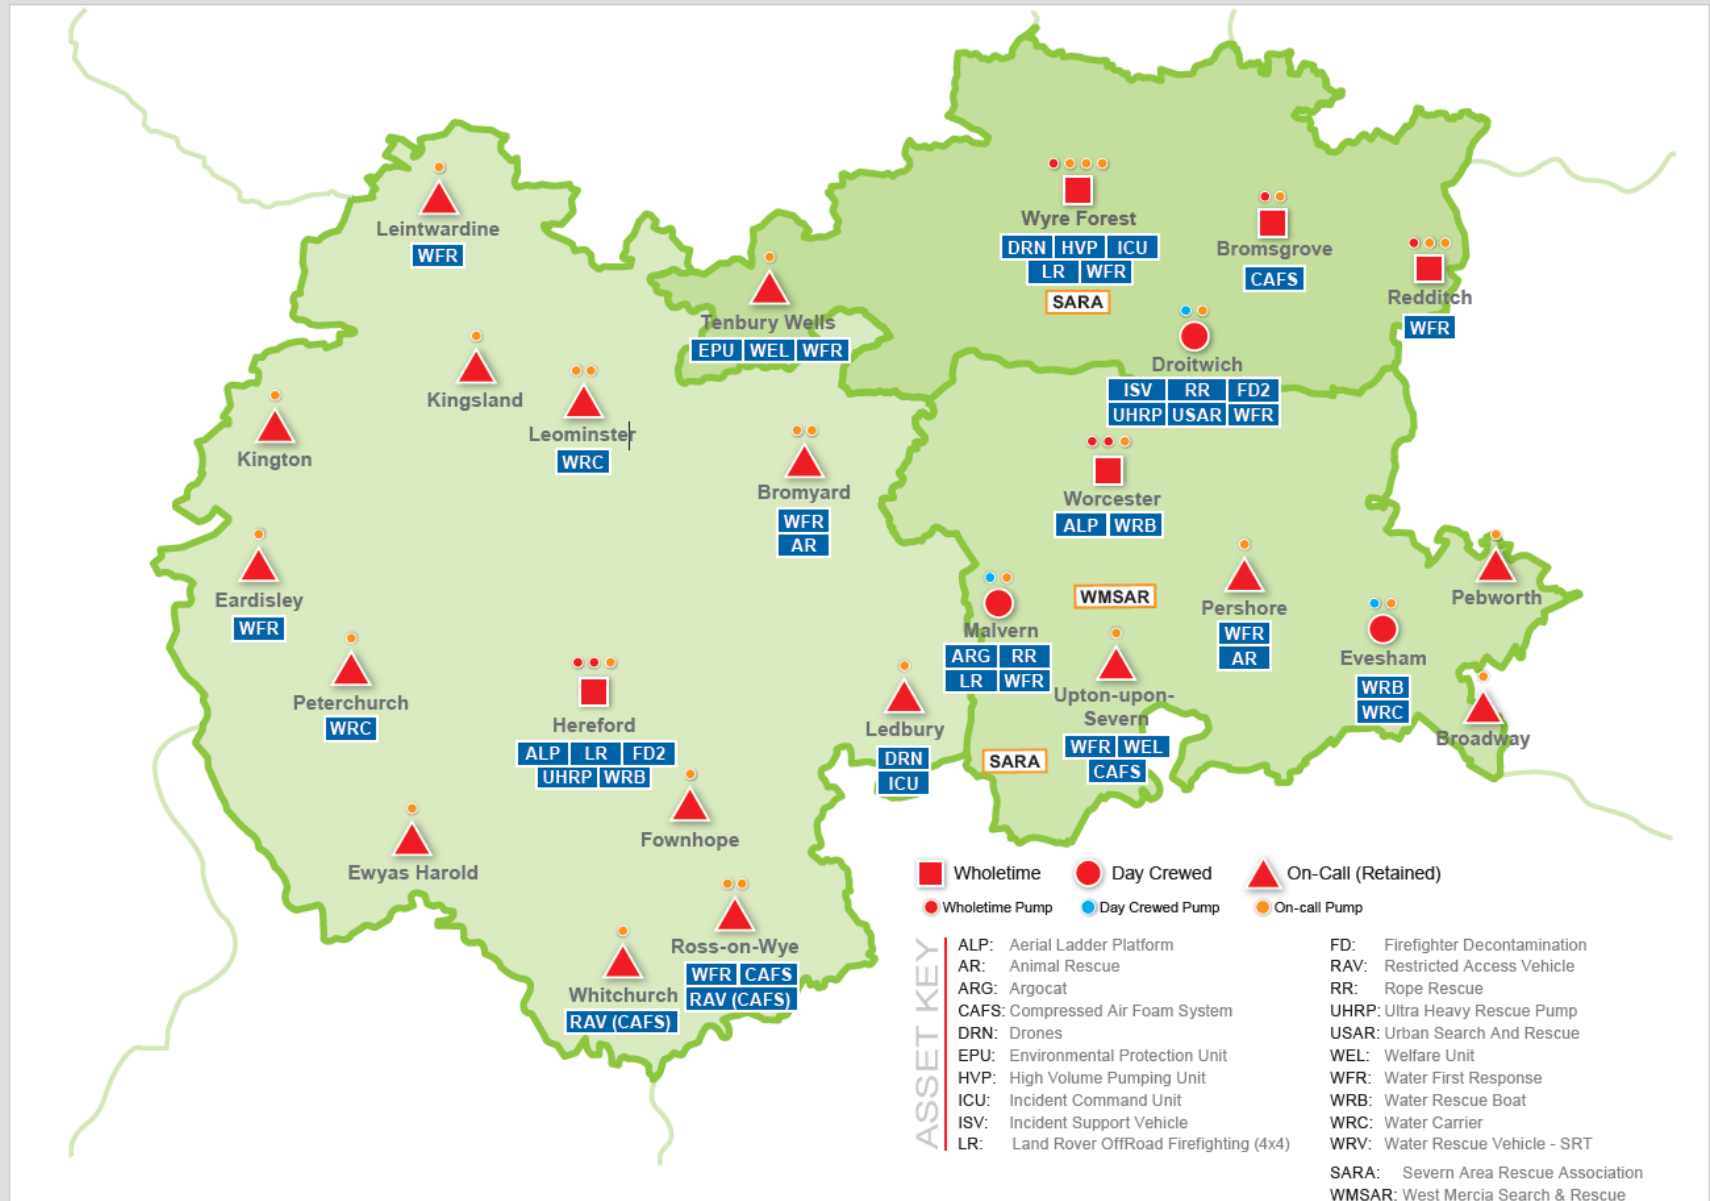 Leintwardine
WFR
Wyre Forest
DRN HVP ICU
LR WFR
SARA
Bromsgrove
CAFS
Redditch
WFR
Tenbury Wells
EPU WEL WFR
Droitwich
ISV RR FD2
UHRP USAR WFR
Kingsland
Leominster
WRC
Kington
Bromyard
WFR
AR
Worcester
ALP WRB
Eardisley
WFR
WMSAR
Pershore
WFR
AR
Pebworth
Malvern
ARG RR
LR WFR
Evesham
WRB
WRC
Peterchurch
WRC
Hereford
ALP LR FD2
UHRP WRB
Ledbury
DRN
ICU
Upton-upon-
Severn
WFR WEL
CAFS
SARA
Broadway
Fownhope
Ewyas Harold
Ross-on-Wye
WFR CAFS
RAV (CAFS)
Whitchurch
RAV (CAFS)
Wholetime Day Crewed On-Call (Retained)
Wholetime Pump Day Crewed Pump On-call Pump
ASSET KEY
ALP: Aerial Ladder Platform
AR: Animal Rescue
ARG: Argocat
CAFS: Compressed Air Foam System
DRN: Drones
EPU: Environmental Protection Unit
HVP: High Volume Pumping Unit
ICU: Incident Command Unit
ISV: Incident Support Vehicle
LR: Land Rover OffRoad Firefighting (4x4)
FD: Firefighter Decontamination
RAV: Restricted Access Vehicle
RR: Rope Rescue
UHRP: Ultra Heavy Rescue Pump
USAR: Urban Search And Rescue
WEL: Welfare Unit
WFR: Water First Response
WRB: Water Rescue Boat
WRC: Water Carrier
WRV: Water Rescue Vehicle - SRT
SARA: Severn Area Rescue Association
WMSAR: West Mercia Search & Rescue